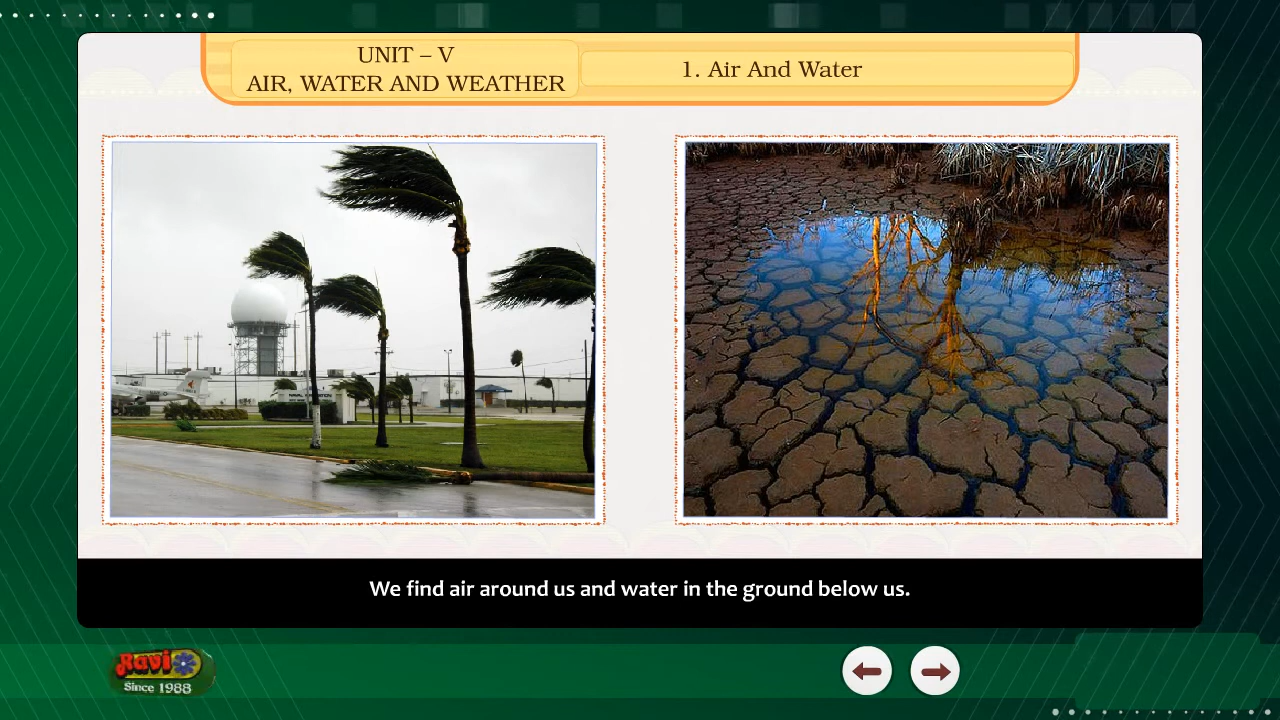 UNIT – V
AIR, WATER AND WEATHER
1. Air And Water
We find air around us and water in the ground below us.
Ravi
Since 1988